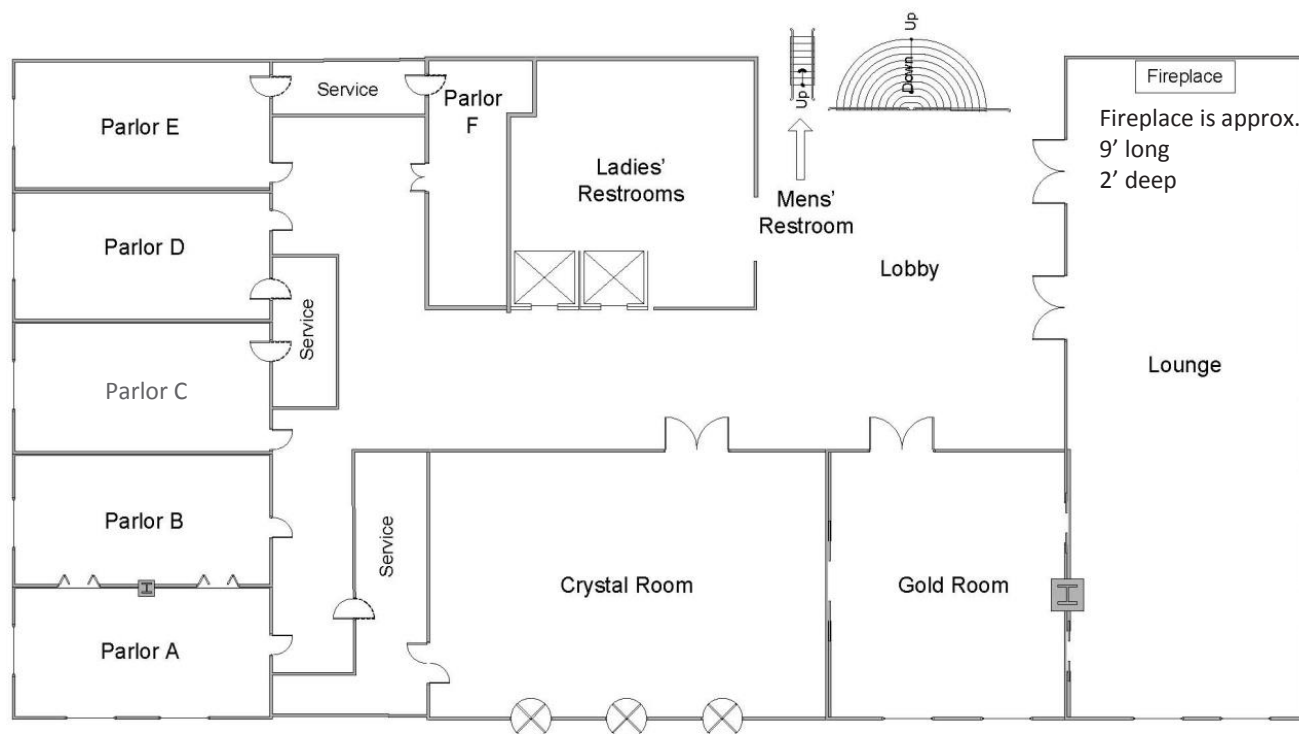 Up
Down
Up
Service
Fireplace
Parlor E
Parlor
F
Fireplace is approx.
9’ long
2’ deep
Ladies’
Restrooms
Mens’
Restroom
Parlor D
Lobby
Service
Parlor C
Lounge
Parlor B
Service
Crystal Room
Gold Room
Parlor A